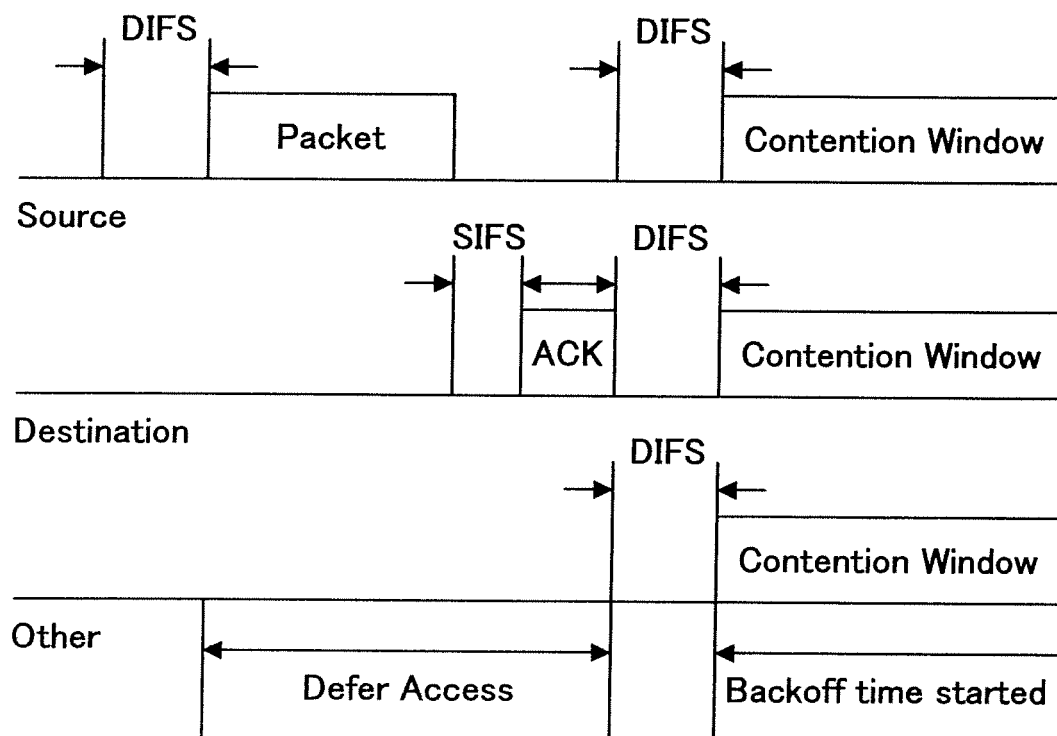 DIFS
DIFS
Packet
Contention Window
Source
SIFS
DIFS
ACK
Contention Window
Destination
DIFS
Contention Window
Other
Defer Access
Backoff time started